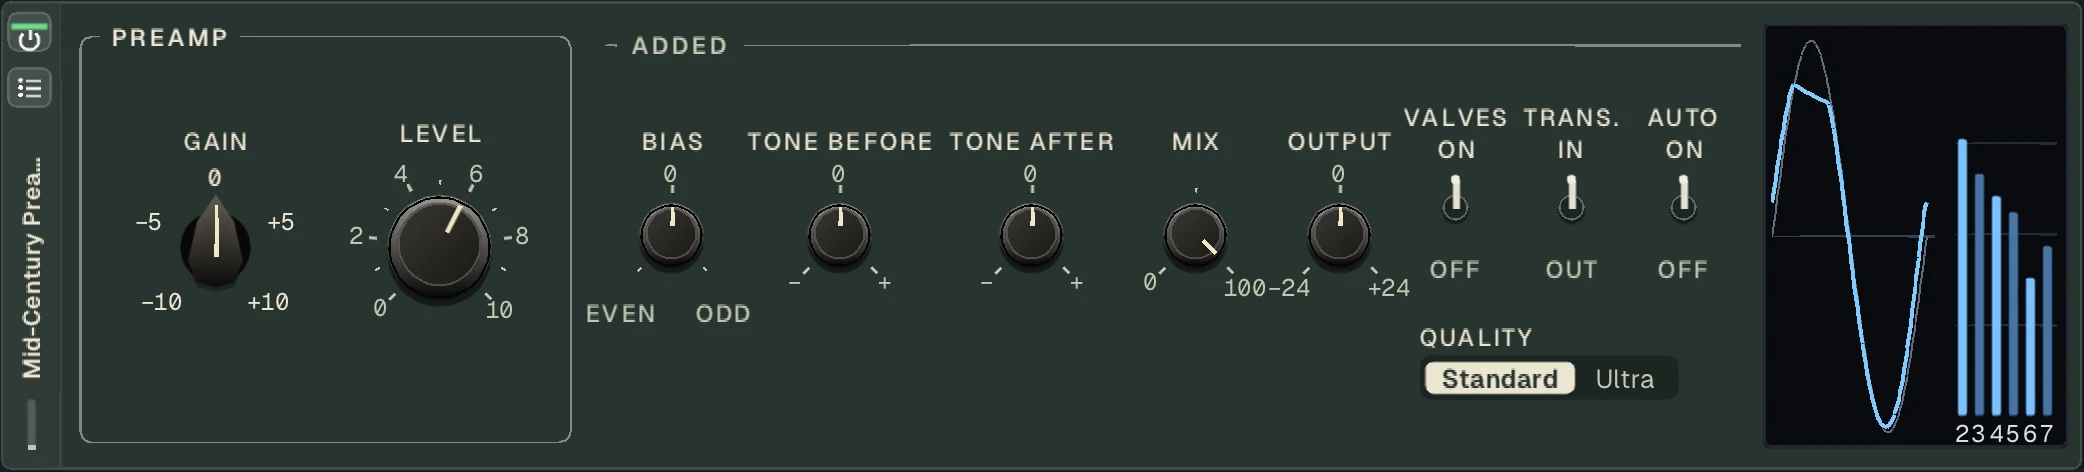 Mid-Century Prea...
PREAMP
GAIN
0
-5
+5
-10
+10
LEVEL
4
6
2
8
0
10
ADDED
BIAS
0
EVEN
ODD
TONE BEFORE
0
-
+
TONE AFTER
0
-
+
MIX
0
100
OUTPUT
0
-24
+24
VALVES
ON
OFF
TRANS.
IN
OUT
AUTO
ON
OFF
QUALITY
Standard
Ultra
234567